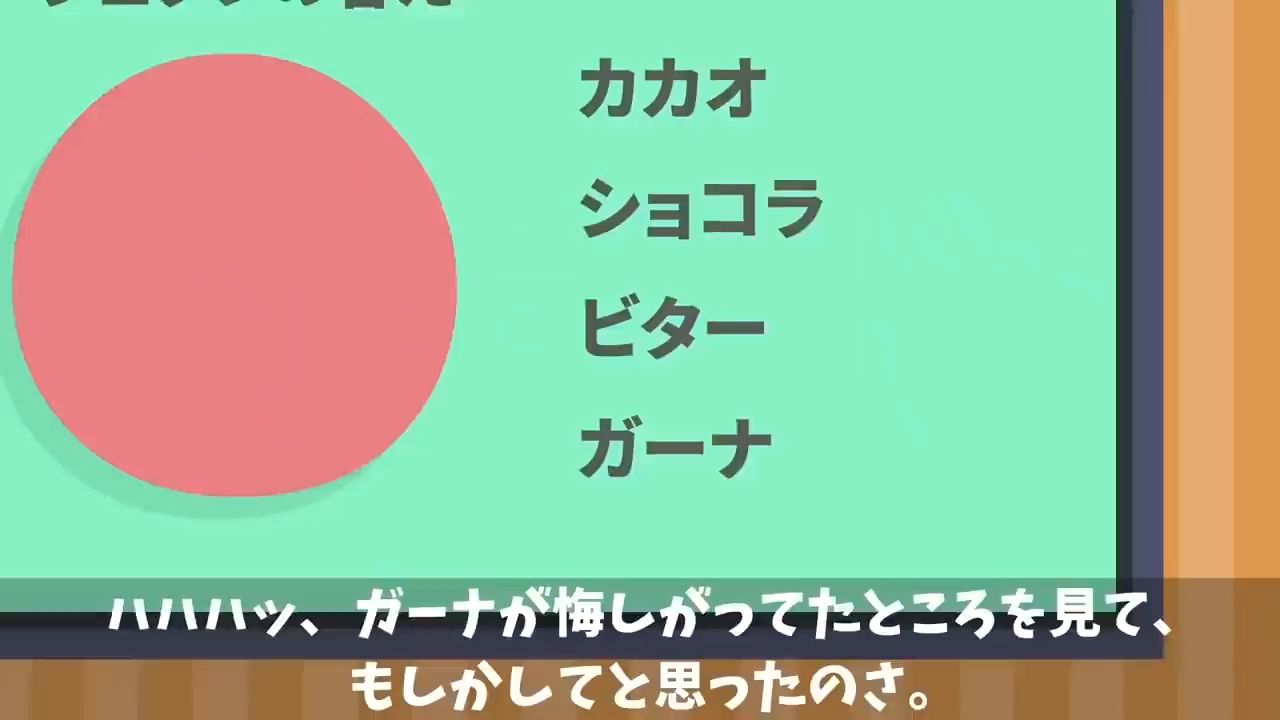 カカオ
ショコラ
ビター
ガーナ
ハハハッ、ガーナが悔しがってたところを見て、
もしかしてと思ったのさ。